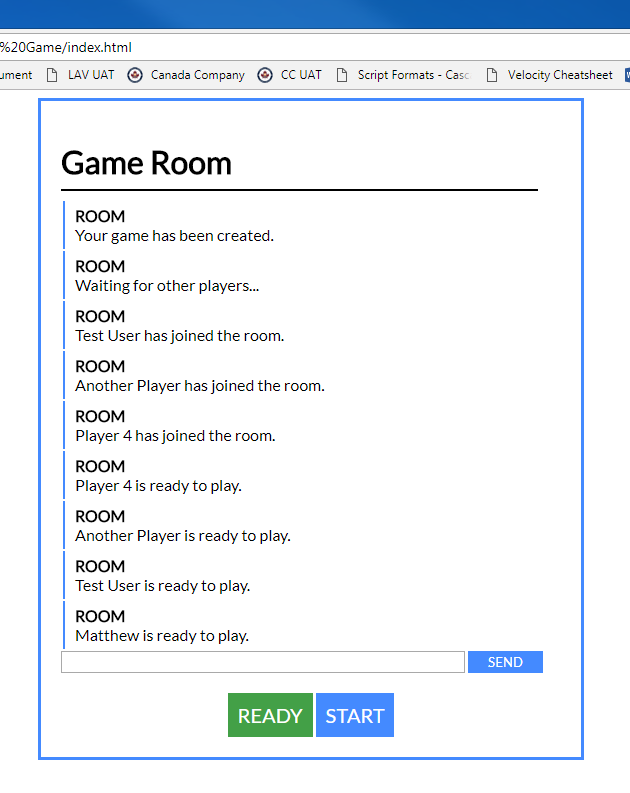 %20Game/index.html
ument LAV UAT Canada Company CC UAT Script Formats - Casc Velocity Cheatsheet
Game Room
ROOM
Your game has been created.
ROOM
Waiting for other players...
ROOM
Test User has joined the room.
ROOM
Another Player has joined the room.
ROOM
Player 4 has joined the room.
ROOM
Player 4 is ready to play.
ROOM
Another Player is ready to play.
ROOM
Test User is ready to play.
ROOM
Matthew is ready to play.
SEND
READY START